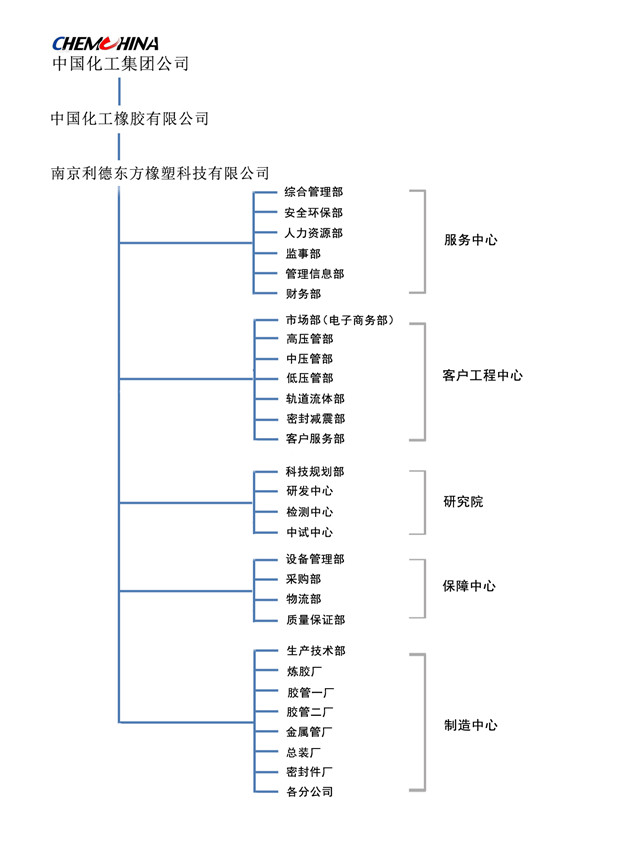 CHEMCHINA
中国化工集团公司
中国化工橡胶有限公司
南京利德东方橡塑科技有限公司
综合管理部
安全环保部
人力资源部
监事部
管理信息部
财务部
服务中心
市场部(电子商务部)
高压管部
中压管部
低压管部
轨道流体部
密封减震部
客户服务部
客户工程中心
科技规划部
研发中心
检测中心
中试中心
研究院
设备管理部
采购部
物流部
质量保证部
保障中心
生产技术部
炼胶厂
胶管一厂
胶管二厂
金属管厂
总装厂
密封件厂
各分公司
制造中心